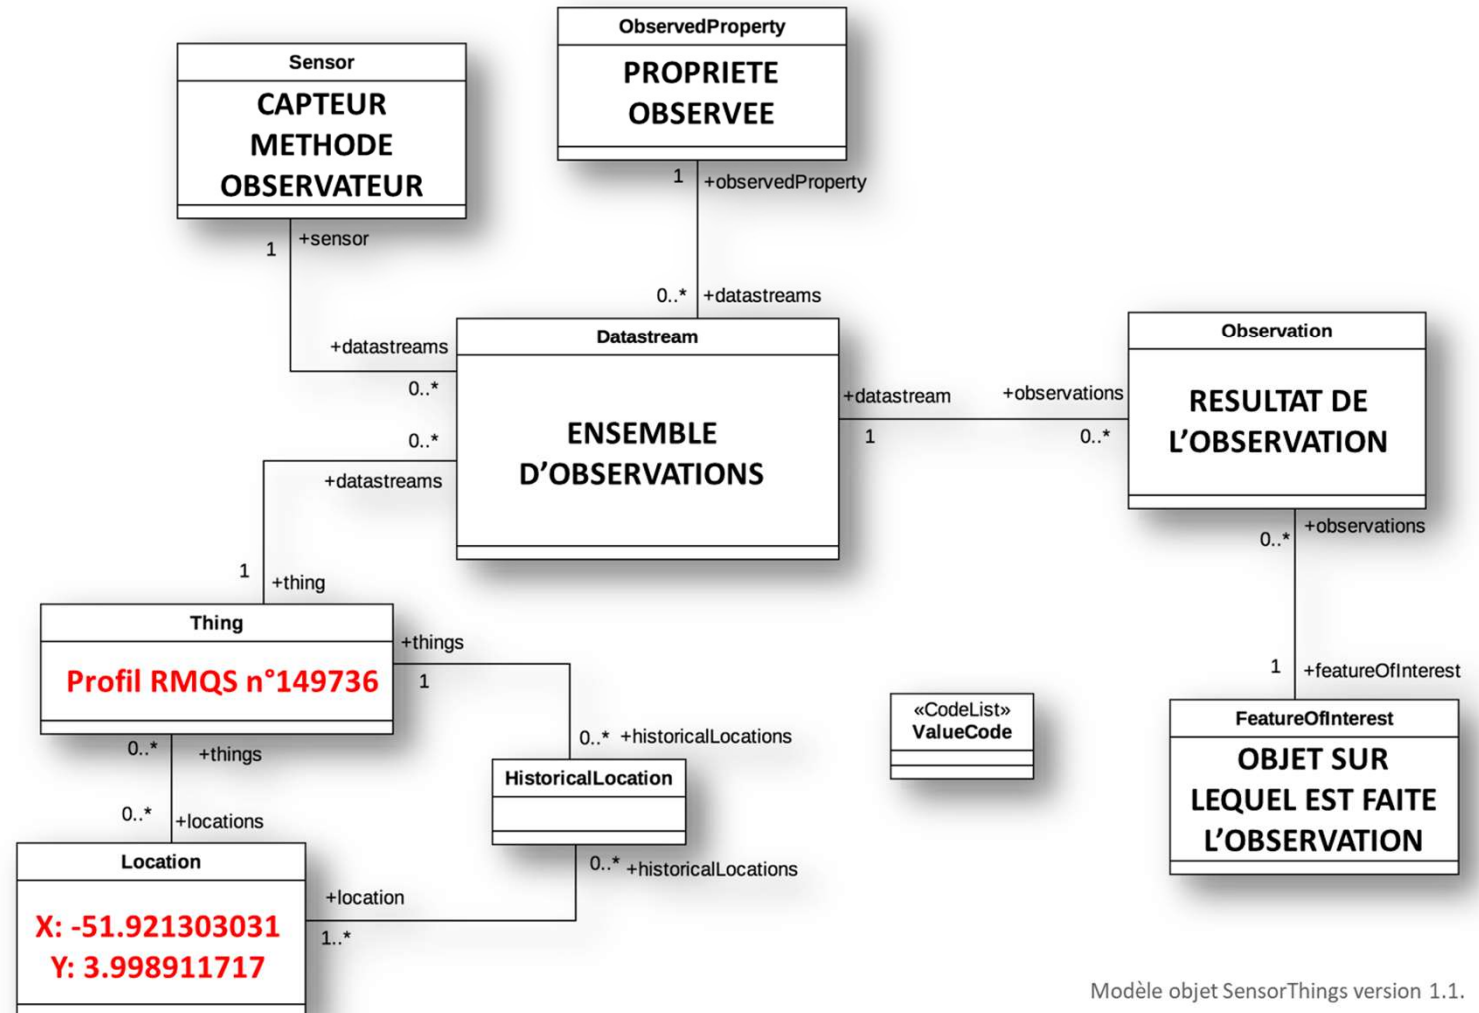 ObservedProperty
PROPRIETE
OBSERVEE
Sensor
CAPTEUR
METHODE
OBSERVATEUR
1
+observedProperty
1
+sensor
0..*
+datastreams
+datastreams
0..*
Datastream
ENSEMBLE
D’OBSERVATIONS
+datastream
1
+observations
0..*
Observation
RESULTAT DE
L’OBSERVATION
0..*
+datastreams
1
+thing
+observations
0..*
Thing
Profil RMQS n°149736
+things
1
1
+featureOfInterest
0..*
+things
0..*
+historicalLocations
«CodeList»
ValueCode
FeatureOfInterest
OBJET SUR
LEQUEL EST FAITE
L’OBSERVATION
HistoricalLocation
0..*
+locations
0..*
+historicalLocations
Location
X: -51.921303031
Y: 3.998911717
+location
1..*
Modèle objet SensorThings version 1.1.